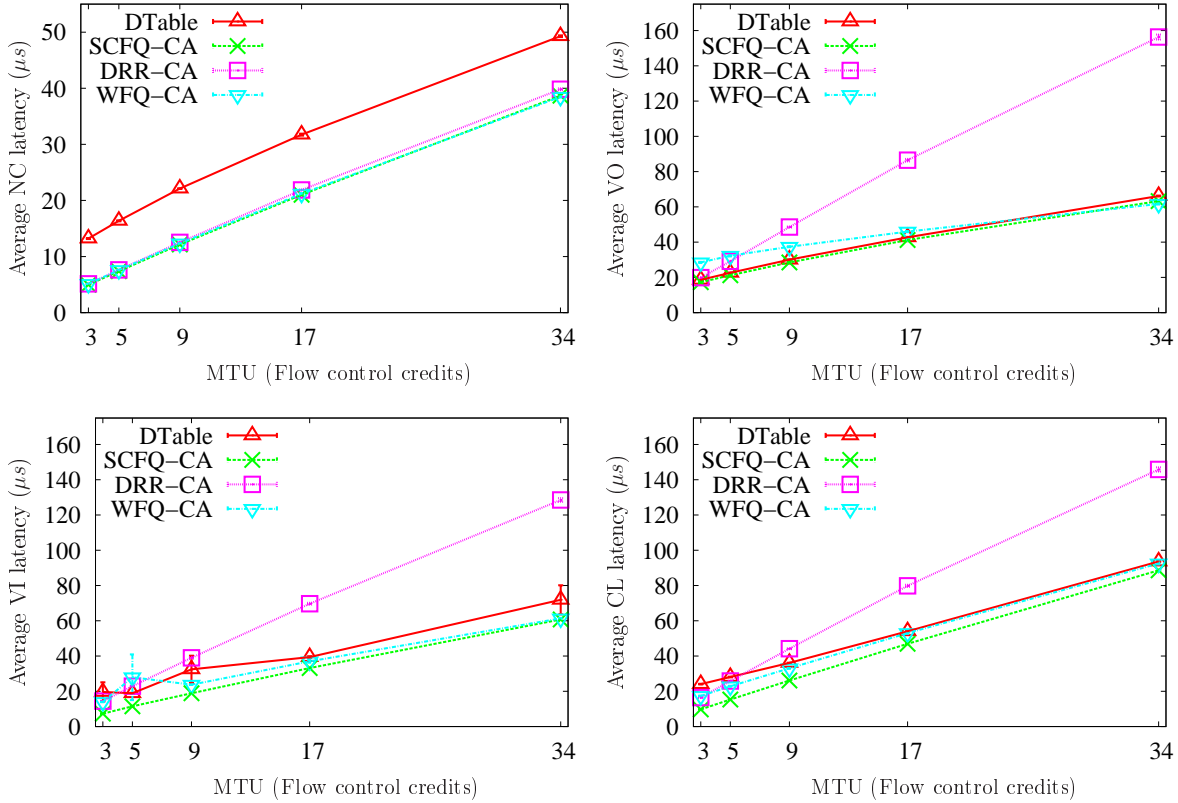 Average NC latency (μs)
50
40
30
20
10
0
DTable
SCFQ-CA
DRR-CA
WFQ-CA
3 5 9 17 34
MTU (Flow control credits)
Average VO latency (μs)
160
140
120
100
80
60
40
20
0
DTable
SCFQ-CA
DRR-CA
WFQ-CA
3 5 9 17 34
MTU (Flow control credits)
Average VI latency (μs)
160
140
120
100
80
60
40
20
0
DTable
SCFQ-CA
DRR-CA
WFQ-CA
3 5 9 17 34
MTU (Flow control credits)
Average CL latency (μs)
160
140
120
100
80
60
40
20
0
DTable
SCFQ-CA
DRR-CA
WFQ-CA
3 5 9 17 34
MTU (Flow control credits)